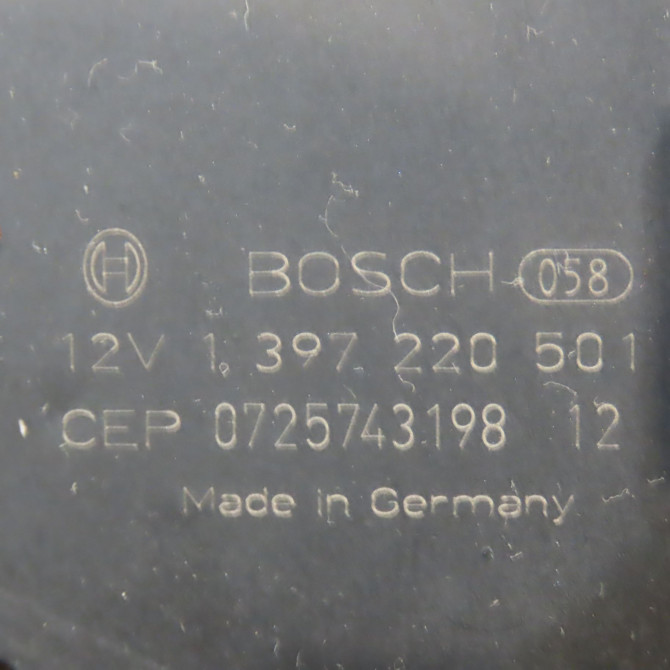 BOSCH 058
12V 1 397 220 501
CEP 0725743198 12
Made in Germany